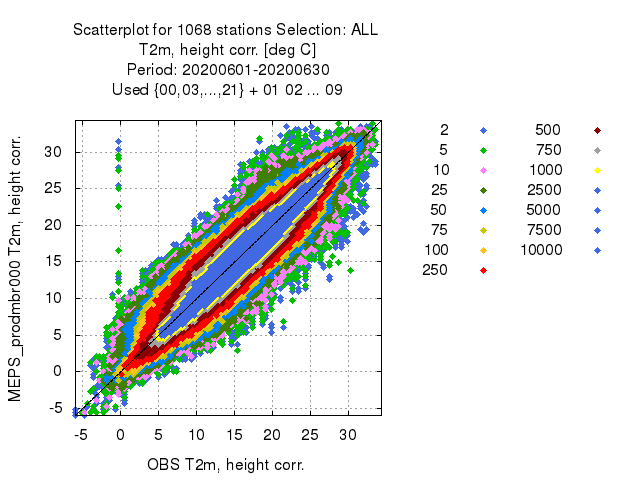 Scatterplot for 1068 stations Selection: ALL
T2m, height corr. [deg C]
Period: 20200601-20200630
Used {00,03,...,21} + 01 02 ... 09
MEPS_prodmbr000 T2m, height corr.
30
25
20
15
10
5
0
-5
-5 0 5 10 15 20 25 30
OBS T2m, height corr.
2 500
5 750
10 1000
25 2500
50 5000
75 7500
100 10000
250